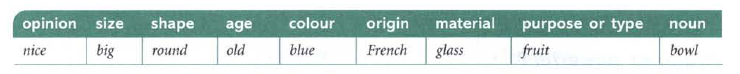 opinion size shape age colour origin material purpose or type noun
nice big round old blue French glass fruit bowl